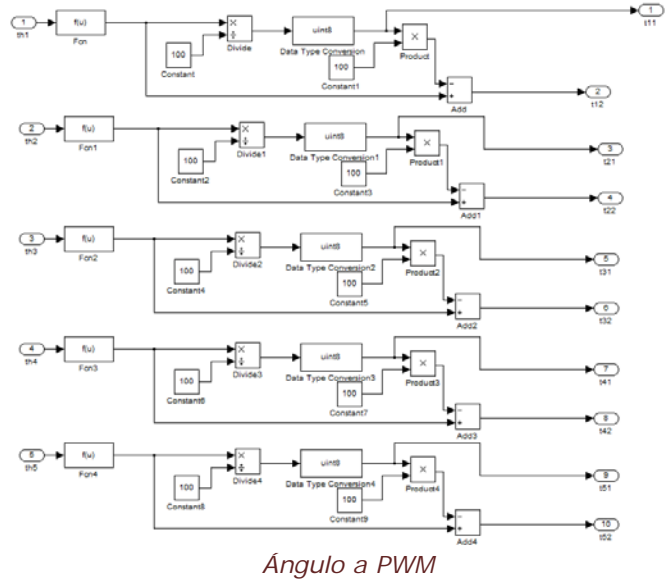 1
th1
f(u)
Fcn
×
÷
Divide
100
Constant
uint8
Data Type Conversion
100
Constant1
×
Product
−
+
Add
1
t11
2
t12
2
th2
f(u)
Fcn1
×
÷
Divide1
100
Constant2
uint8
Data Type Conversion1
100
Constant3
×
Product1
−
+
Add1
3
t21
4
t22
3
th3
f(u)
Fcn2
×
÷
Divide2
100
Constant4
uint8
Data Type Conversion2
100
Constant5
×
Product2
−
+
Add2
5
t31
6
t32
4
th4
f(u)
Fcn3
×
÷
Divide3
100
Constant6
uint8
Data Type Conversion3
100
Constant7
×
Product3
−
+
Add3
7
t41
8
t42
5
th5
f(u)
Fcn4
×
÷
Divide4
100
Constant8
uint8
Data Type Conversion4
100
Constant9
×
Product4
−
+
Add4
9
t51
10
t52
Ángulo a PWM